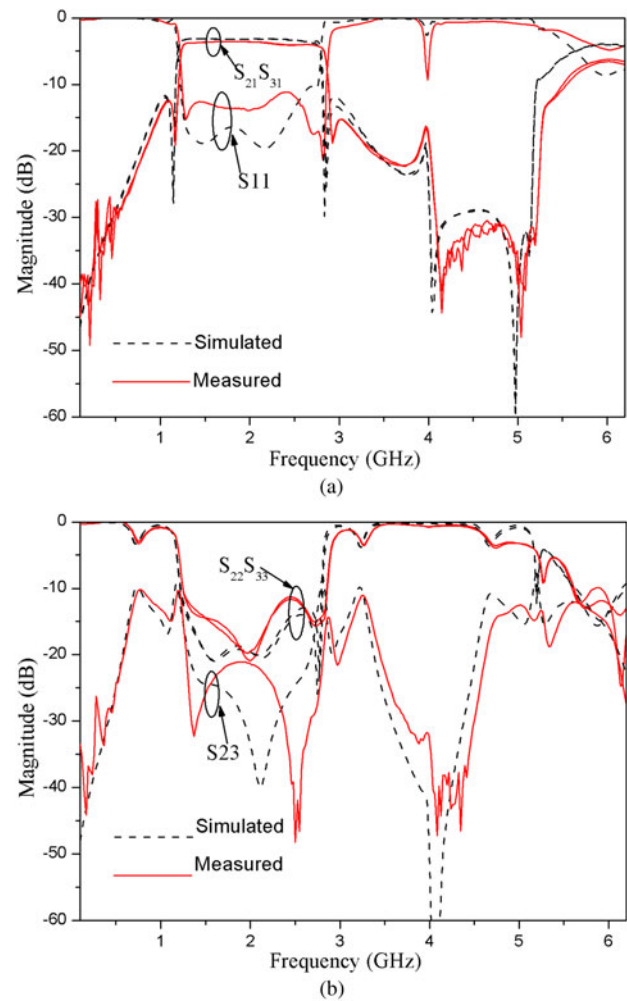 0
-10
-20
-30
-40
-50
-60
Magnitude (dB)
S₂₁S₃₁
S11
Simulated
Measured
1 2 3 4 5 6
Frequency (GHz)
(a)
0
-10
-20
-30
-40
-50
-60
Magnitude (dB)
S₂₂S₃₃
S23
Simulated
Measured
1 2 3 4 5 6
Frequency (GHz)
(b)